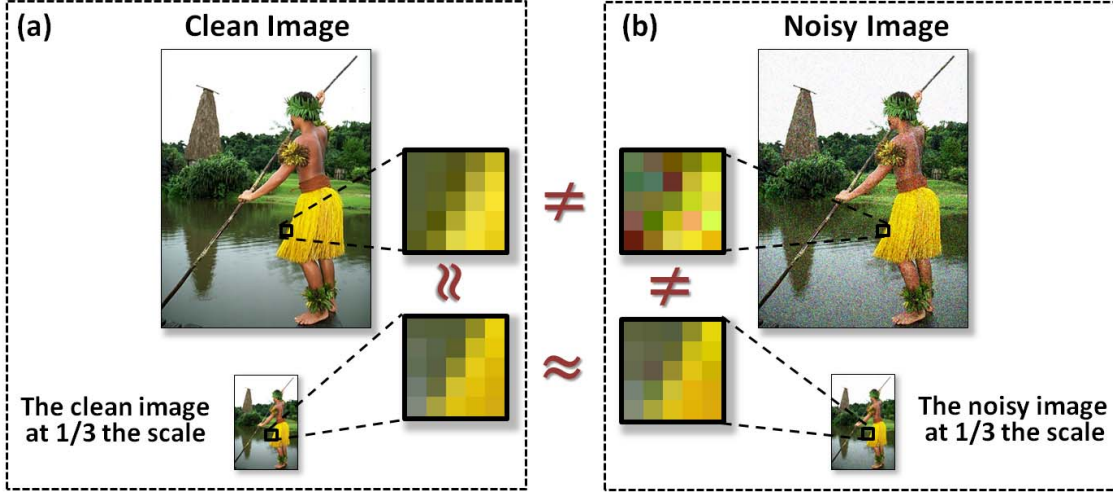 (a)
Clean Image
(b)
Noisy Image
≠
≈
≠
≈
The clean image
at 1/3 the scale
The noisy image
at 1/3 the scale